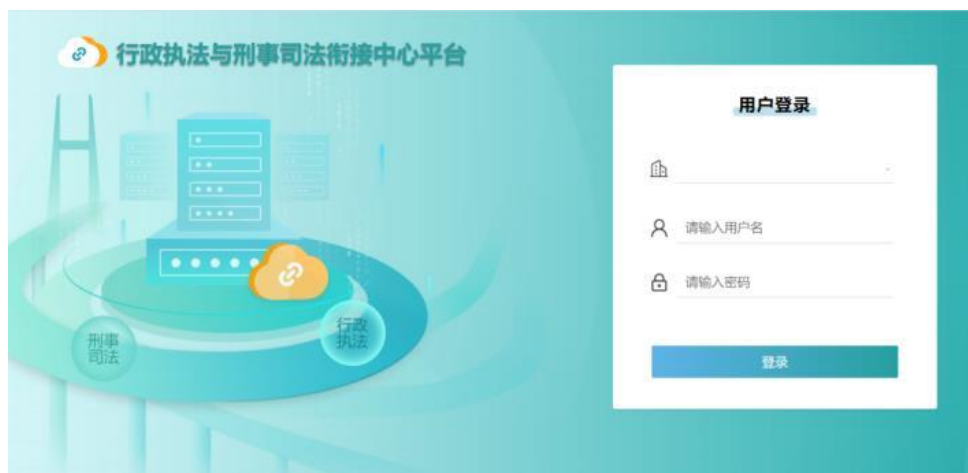 行政执法与刑事司法衔接中心平台
用户登录
请输入用户名
请输入密码
登录
行政
执法
刑事
司法